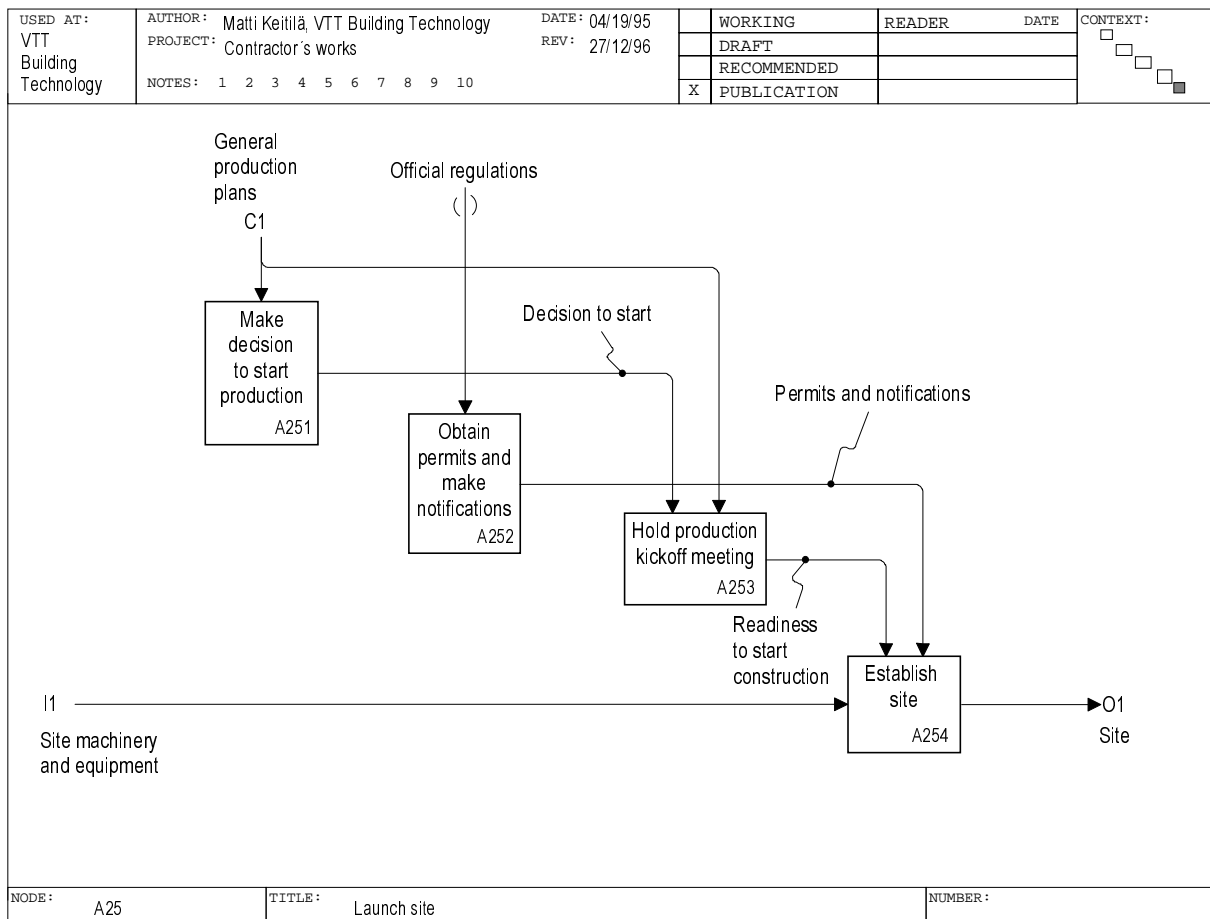 USED AT:
VTT
Building
Technology
AUTHOR: Matti Keitilä, VTT Building Technology
PROJECT: Contractor´s works
NOTES: 1 2 3 4 5 6 7 8 9 10
DATE: 04/19/95
REV: 27/12/96
WORKING
DRAFT
RECOMMENDED
X PUBLICATION
READER DATE
CONTEXT:
General
production
plans
C1
Official regulations
( )
Make
decision
to start
production
A251
Decision to start
Obtain
permits and
make
notifications
A252
Permits and notifications
Hold production
kickoff meeting
A253
Readiness
to start
construction
Establish
site
A254
I1
Site machinery
and equipment
O1
Site
NODE: A25
TITLE: Launch site
NUMBER: